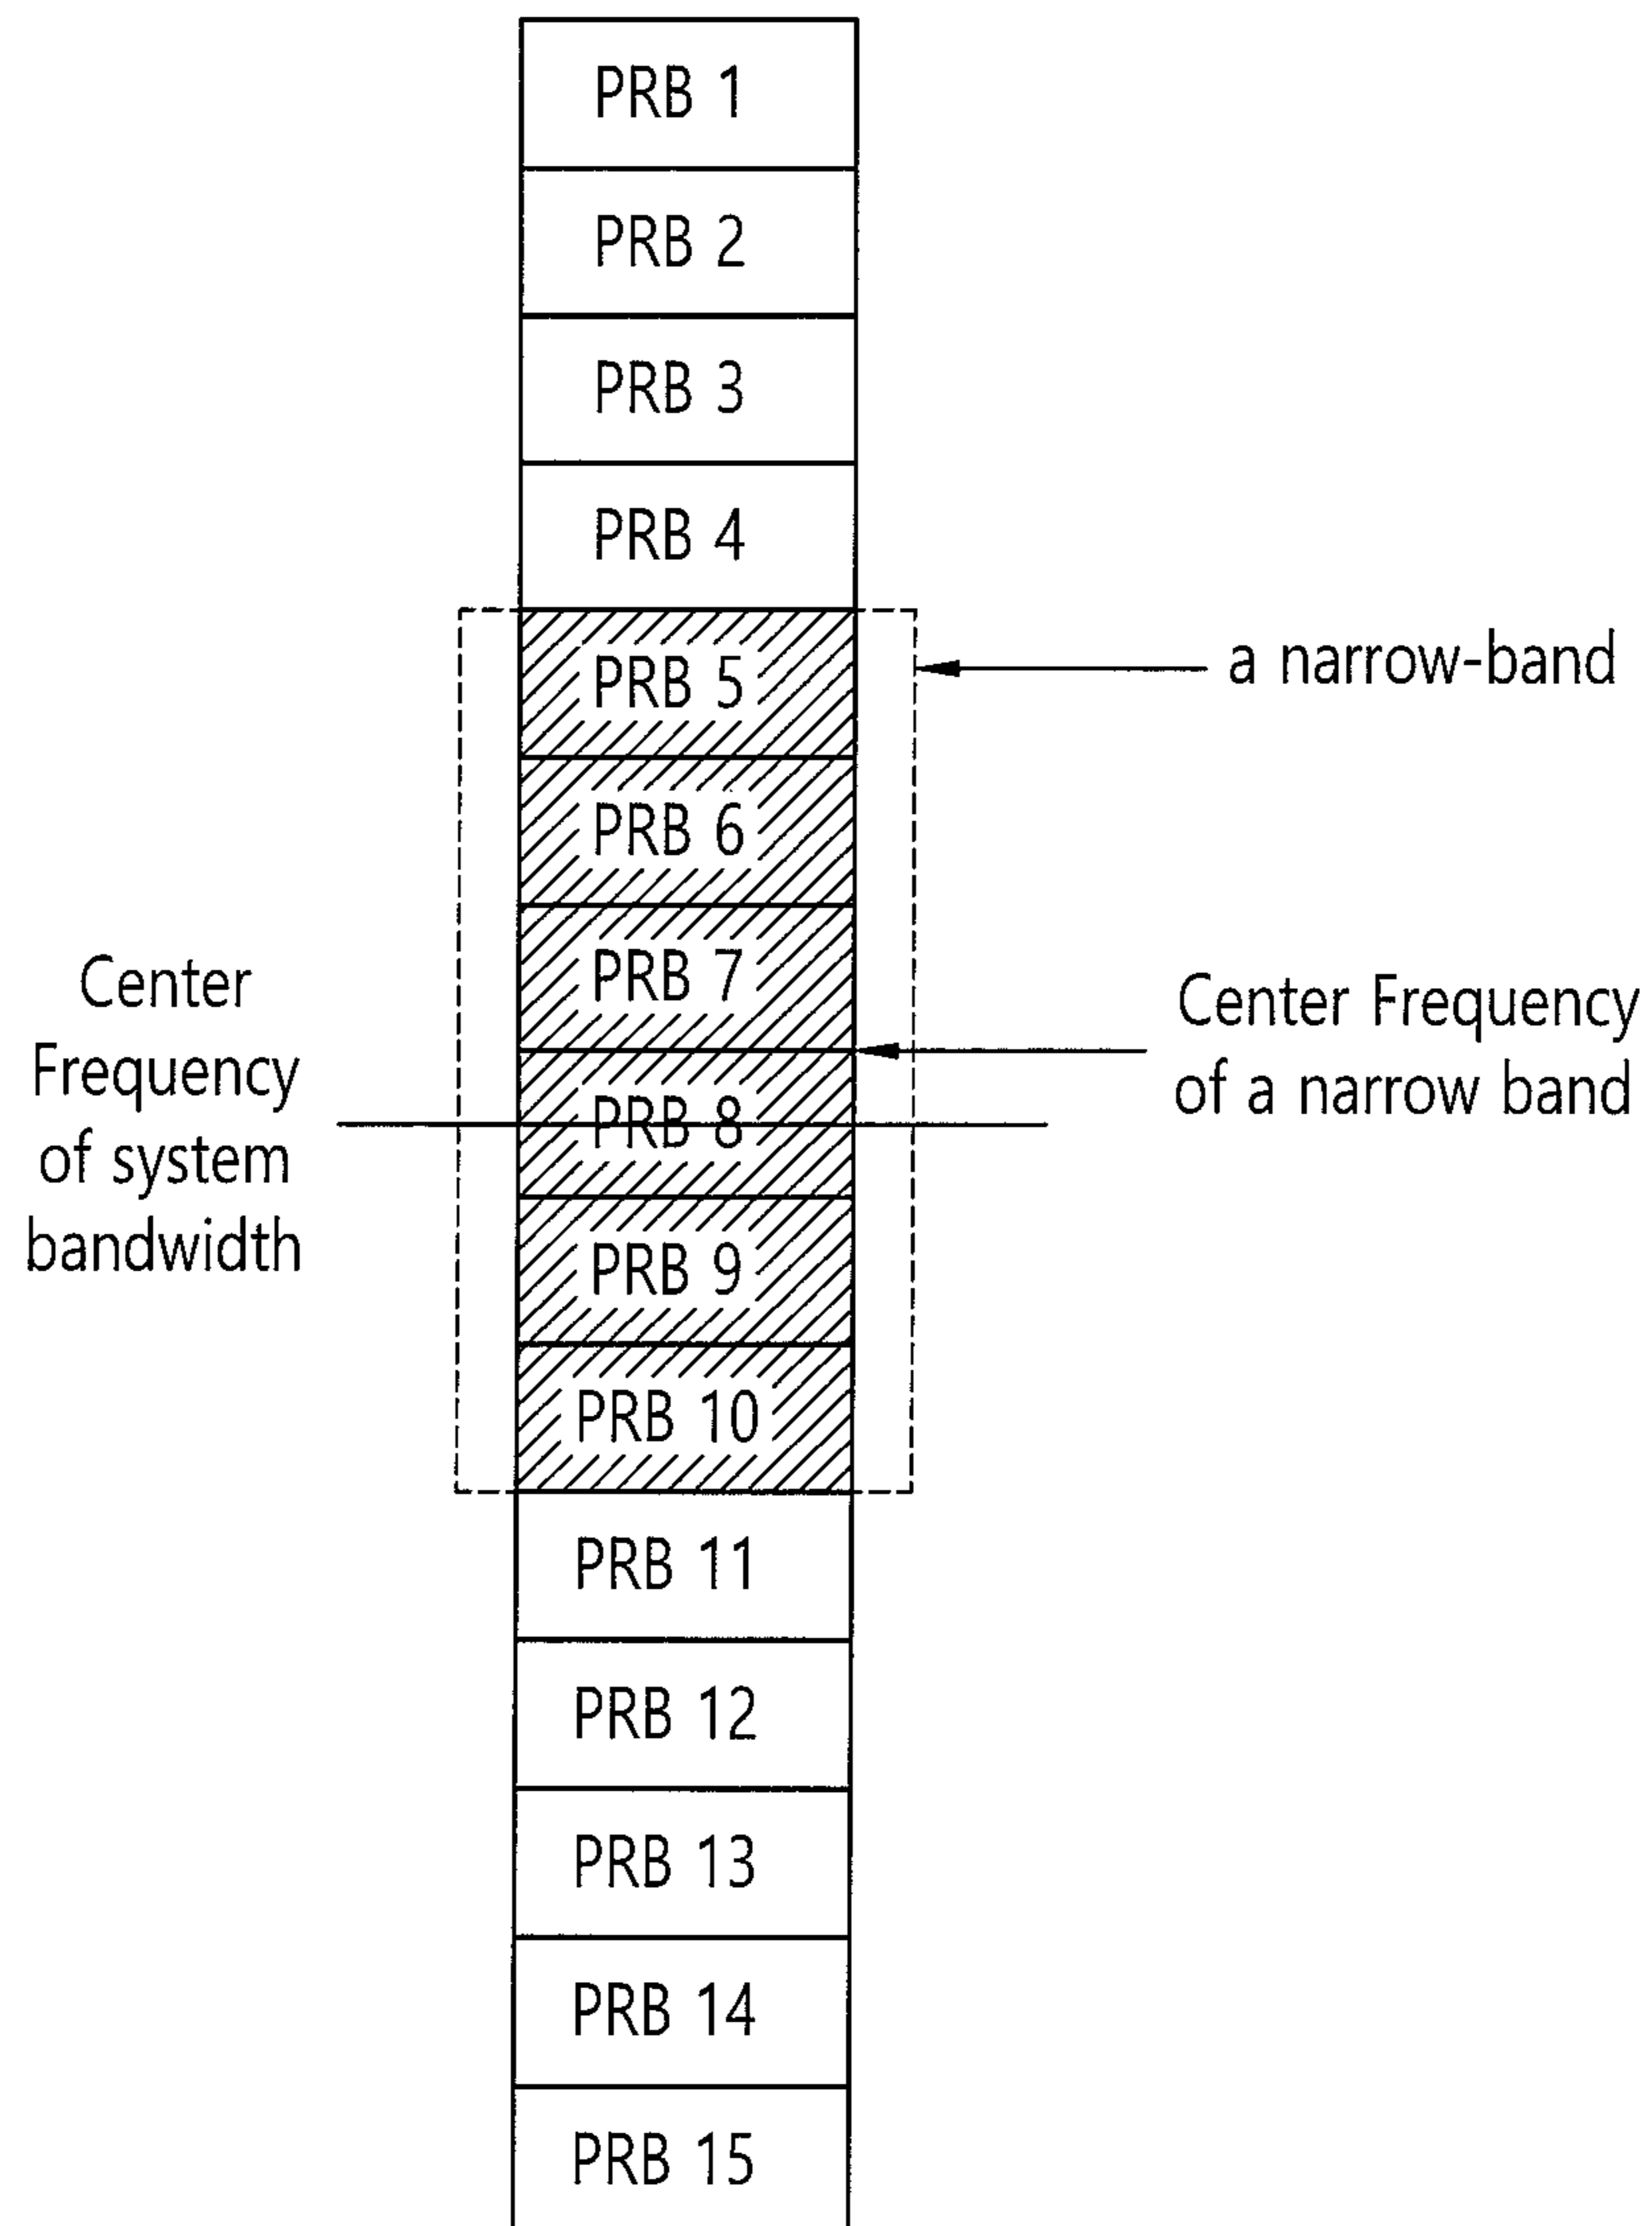 PRB 1
PRB 2
PRB 3
PRB 4
PRB 5
a narrow-band
PRB 6
PRB 7
Center
Frequency
of system
bandwidth
Center Frequency
of a narrow band
PRB 8
PRB 9
PRB 10
PRB 11
PRB 12
PRB 13
PRB 14
PRB 15